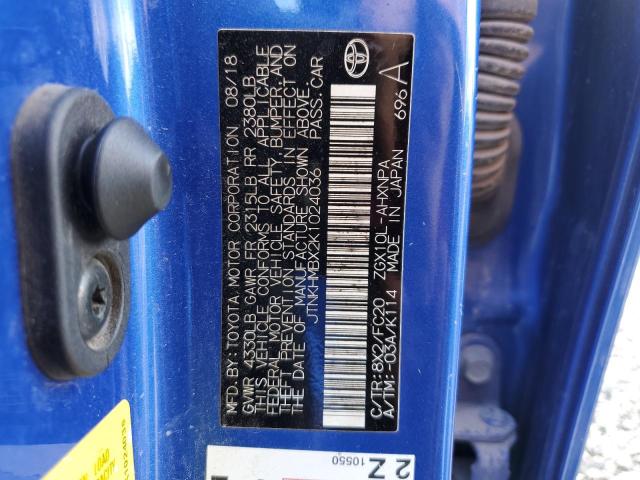 MFD. BY: TOYOTA MOTOR CORPORATION 08/18
GVWR 4330LB GAWR FR 2315LB RR 2380LB
THIS VEHICLE CONFORMS TO ALL APPLICABLE
FEDERAL MOTOR VEHICLE SAFETY, BUMPER, AND
THEFT PREVENTION STANDARDS IN EFFECT ON
THE DATE OF MANUFACTURE SHOWN ABOVE.
JTNKHMBX2K1024036 PASS.CAR
C/TR:8X2/FC20 ZGX10L-AHXNPA
A/TM:-03A/K114 MADE IN JAPAN 696A
2 Z
10550
LOAD